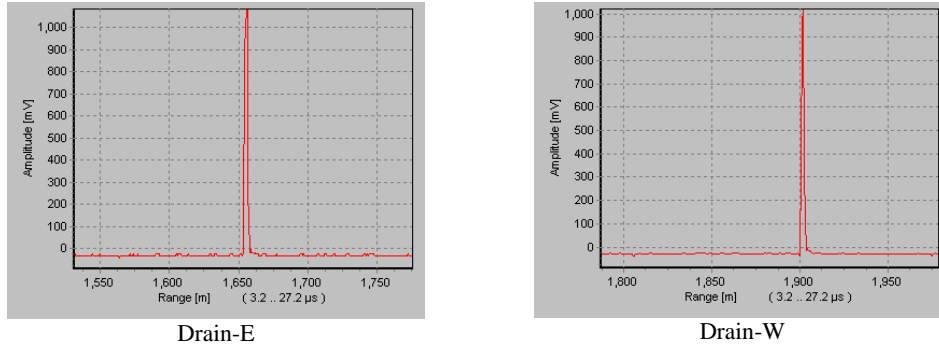 1,000
900
800
700
600
500
400
300
200
100
0
Amplitude [mV]
1,550 1,600 1,650 1,700 1,750
Range [m] ( 3.2 .. 27.2 µs )
Drain-E
1,000
900
800
700
600
500
400
300
200
100
0
Amplitude [mV]
1,800 1,850 1,900 1,950
Range [m] ( 3.2 .. 27.2 µs )
Drain-W